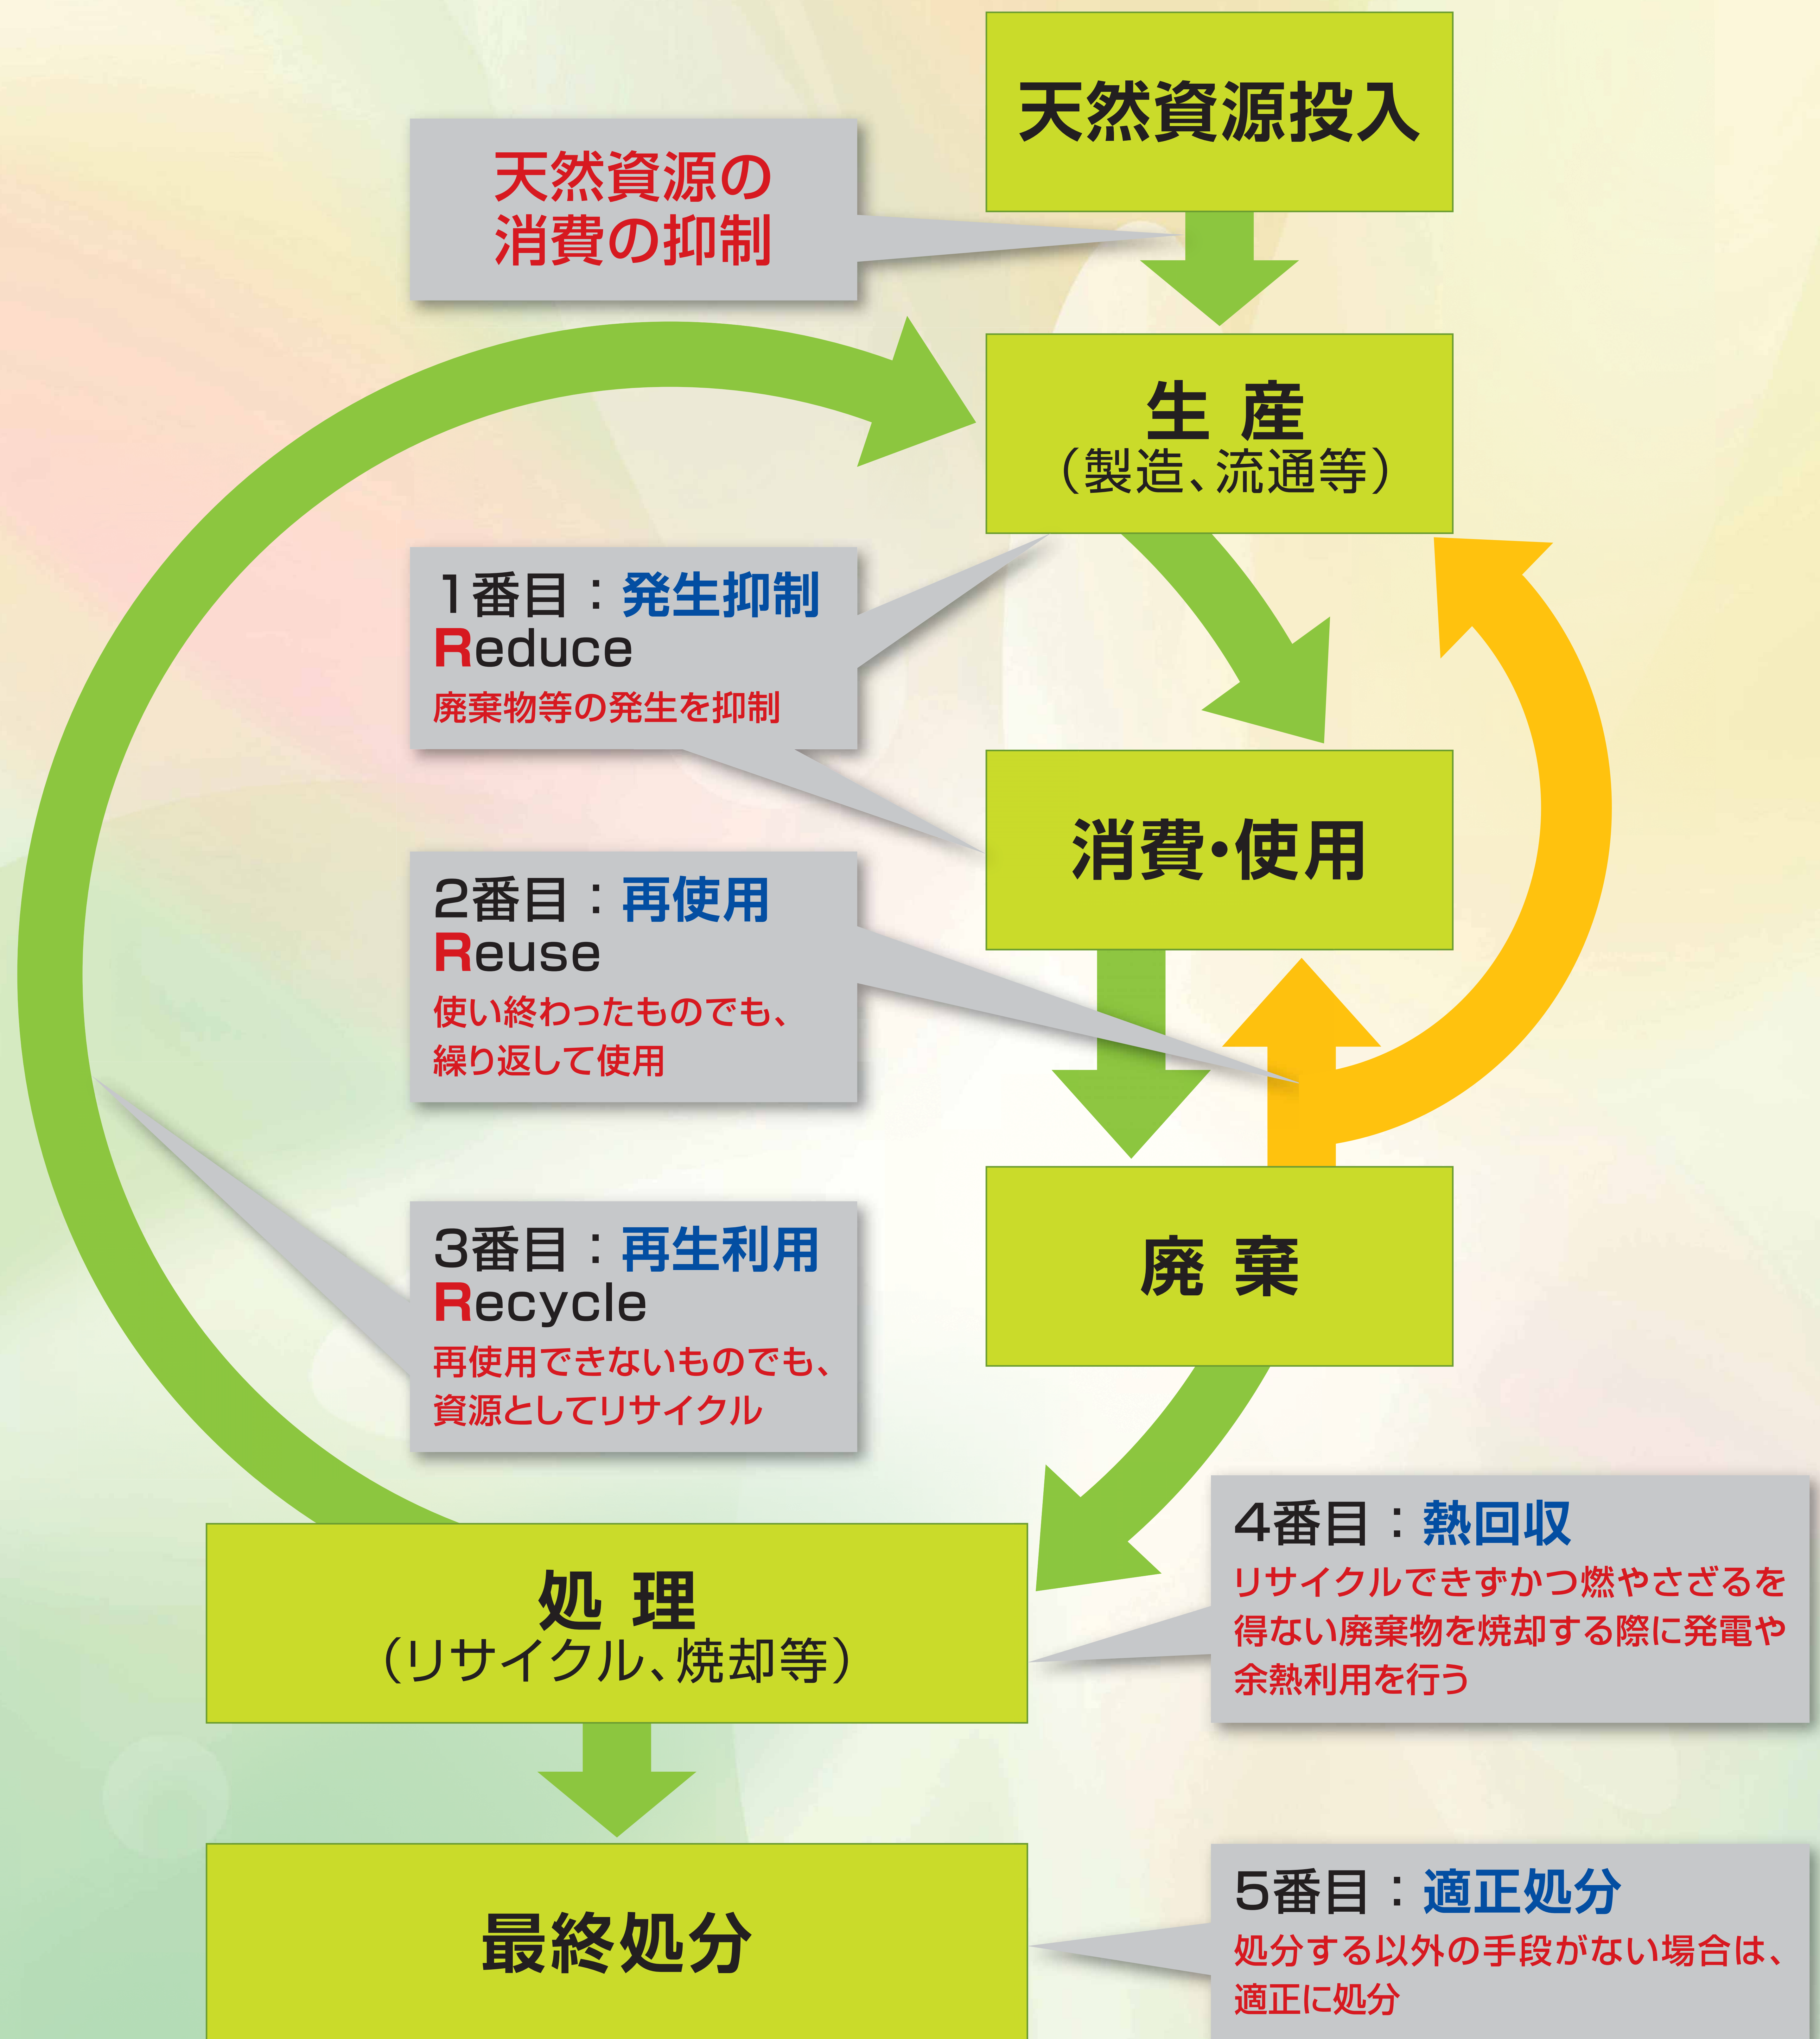 天然資源投入
天然資源の
消費の抑制
生 産
（製造、流通等）
1番目：発生抑制
Reduce
廃棄物等の発生を抑制
消費・使用
2番目：再使用
Reuse
使い終わったものでも、
繰り返して使用
廃 棄
3番目：再生利用
Recycle
再使用できないものでも、
資源としてリサイクル
4番目：熱回収
リサイクルできずかつ燃やさざるを
得ない廃棄物を焼却する際に発電や
余熱利用を行う
処 理
（リサイクル、焼却等）
最終処分
5番目：適正処分
処分する以外の手段がない場合は、
適正に処分